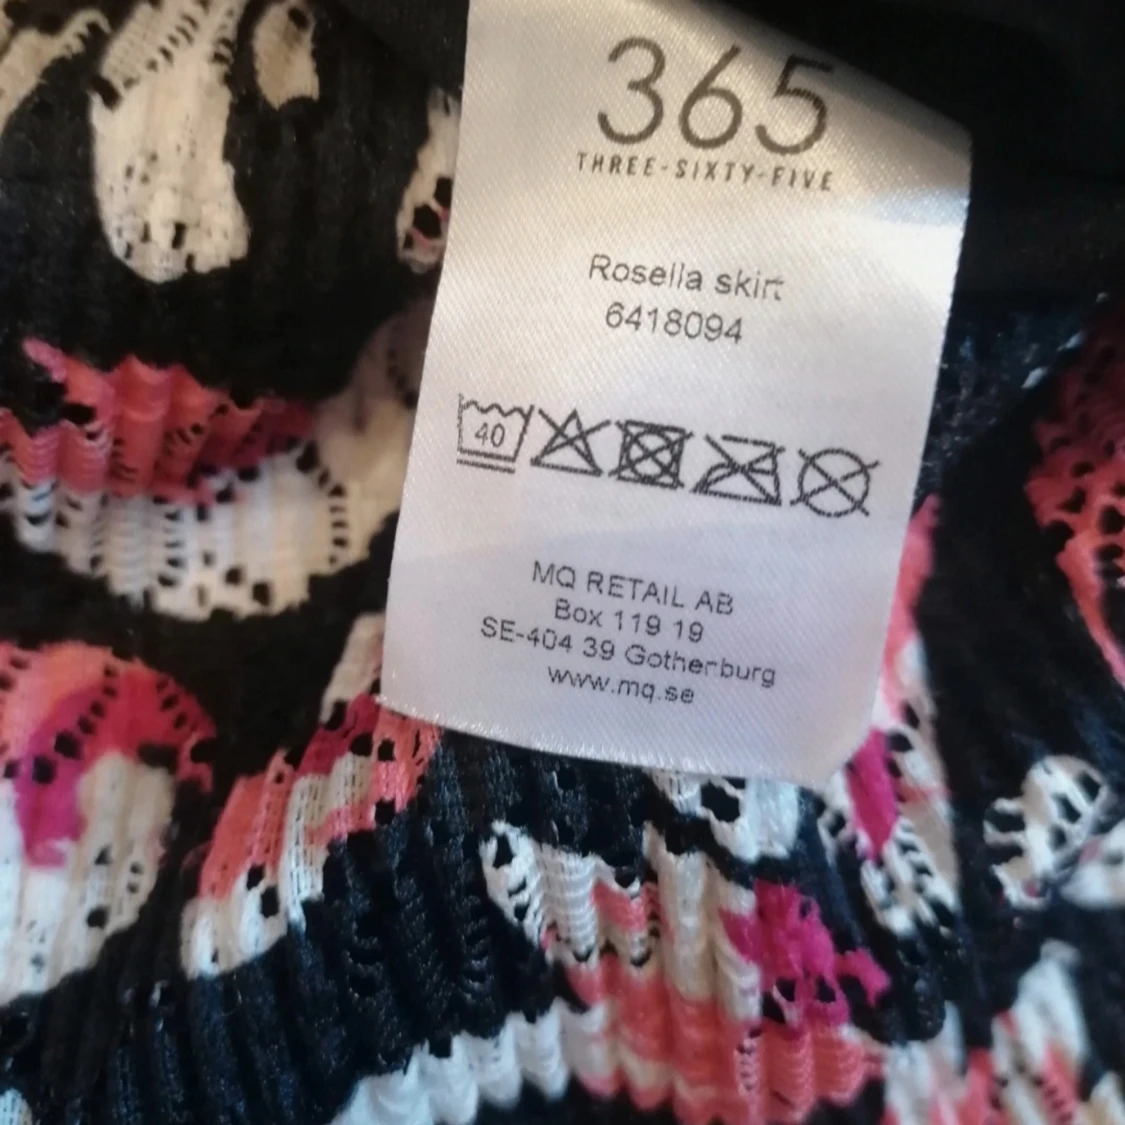 365
THREE-SIXTY-FIVE
Rosella skirt
6418094
40
MQ RETAIL AB
Box 119 19
SE-404 39 Gothenburg
www.mq.se